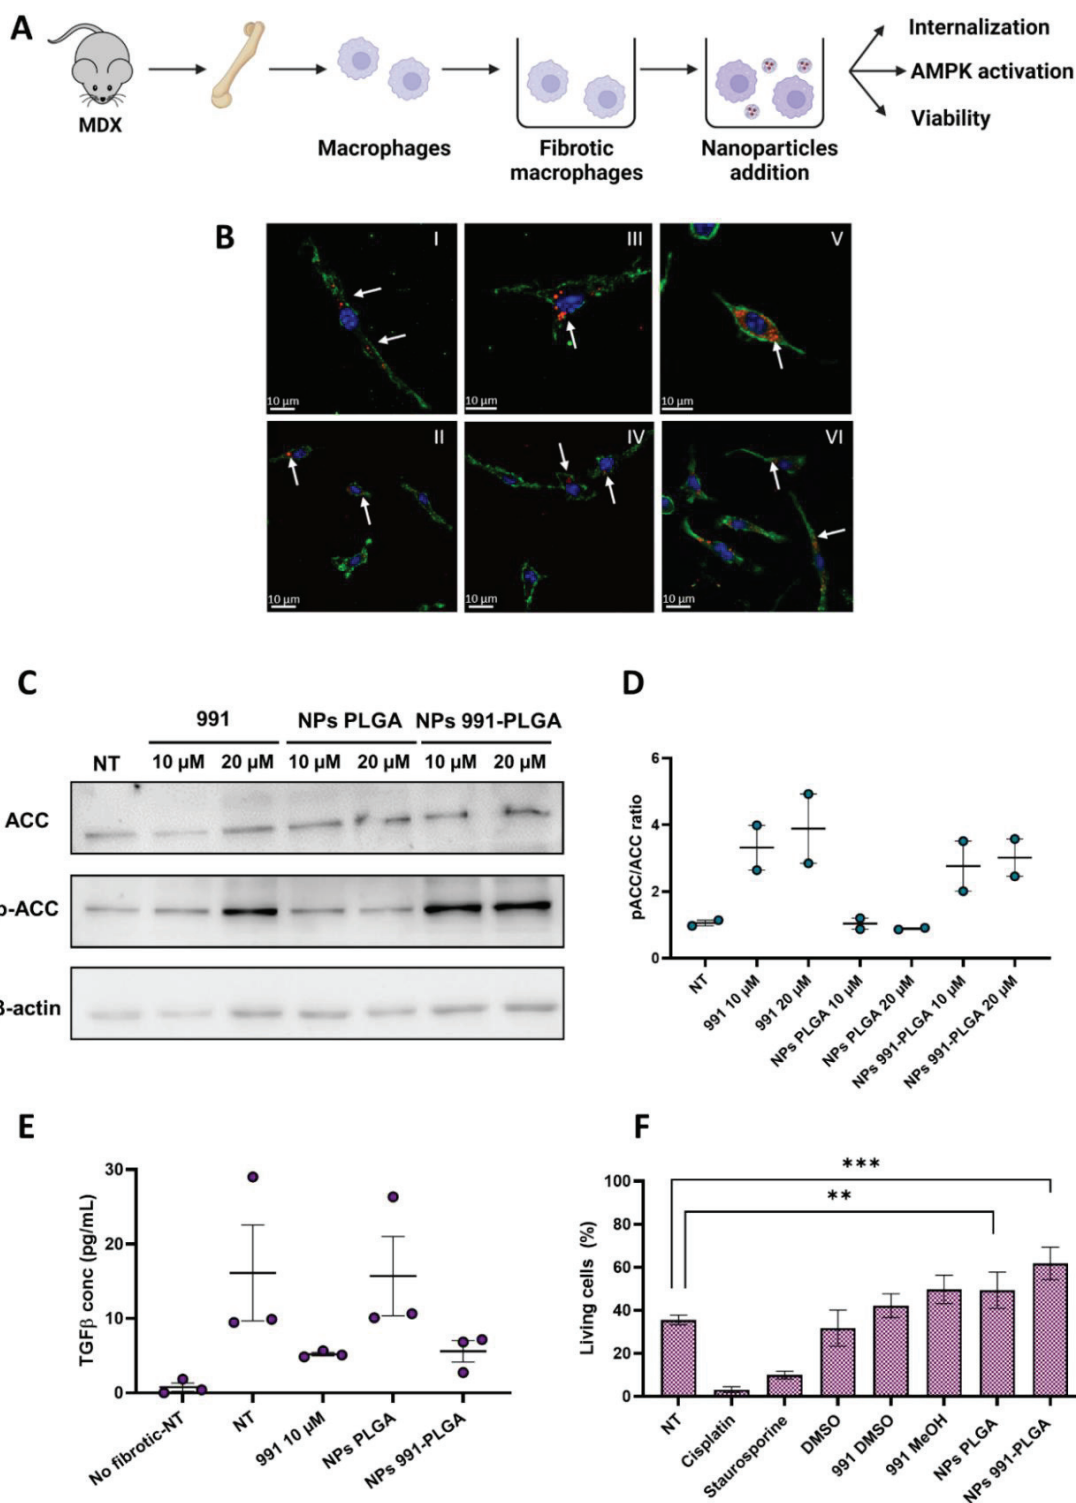 A
MDX
Macrophages
Fibrotic
macrophages
Nanoparticles
addition
Internalization
AMPK activation
Viability
B
I
III
V
10 µm
10 µm
10 µm
II
IV
VI
10 µm
10 µm
10 µm
C
991
NPs PLGA
NPs 991-PLGA
NT
10 µM
20 µM
10 µM
20 µM
10 µM
20 µM
ACC
p-ACC
β-actin
D
pACC/ACC ratio
6
4
2
0
NT
991 10 µM
991 20 µM
NPs PLGA 10 µM
NPs PLGA 20 µM
NPs 991-PLGA 10 µM
NPs 991-PLGA 20 µM
E
TGFβ conc (pg/mL)
30
20
10
0
No fibrotic-NT
NT
991 10 µM
NPs PLGA
NPs 991-PLGA
F
Living cells (%)
100
80
60
40
20
0
***
**
NT
Cisplatin
Staurosporine
DMSO
991 DMSO
991 MeOH
NPs PLGA
NPs 991-PLGA